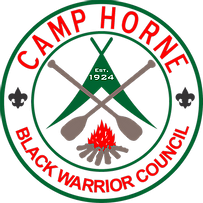 CAMP HORNE
EST.
1924
BLACK WARRIOR COUNCIL